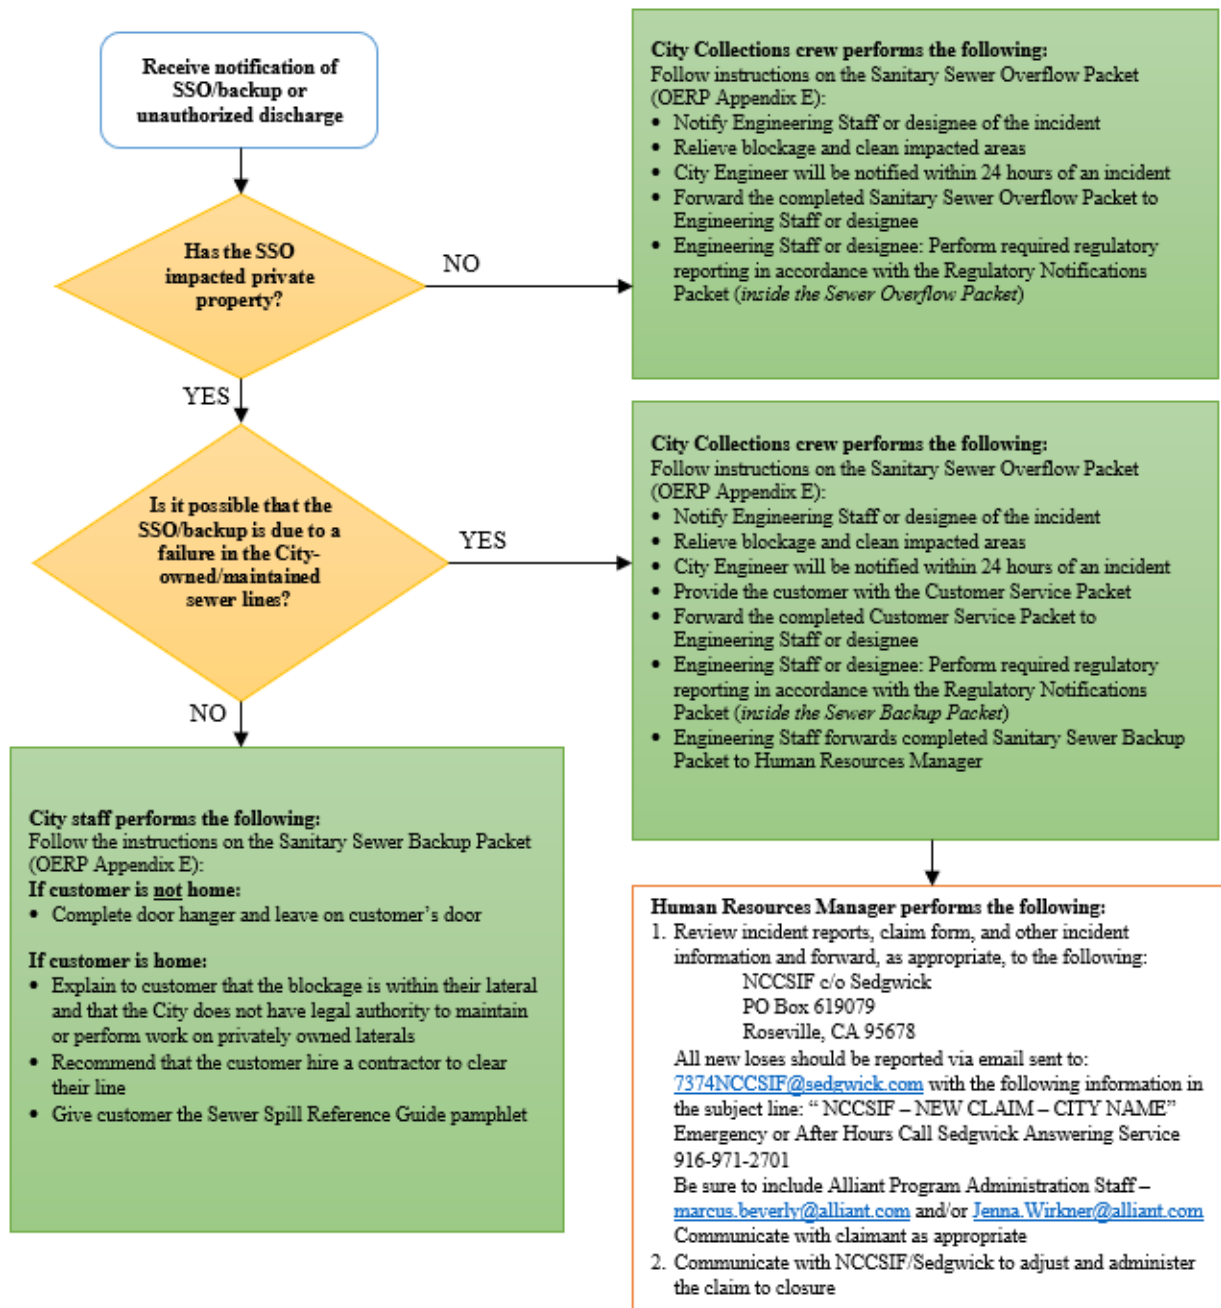 Receive notification of
SSO/backup or
unauthorized discharge
Has the SSO
impacted private
property?
NO
City Collections crew performs the following:
Follow instructions on the Sanitary Sewer Overflow Packet
(OERP Appendix E):
• Notify Engineering Staff or designee of the incident
• Relieve blockage and clean impacted areas
• City Engineer will be notified within 24 hours of an incident
• Forward the completed Sanitary Sewer Overflow Packet to
Engineering Staff or designee
• Engineering Staff or designee: Perform required regulatory
reporting in accordance with the Regulatory Notifications
Packet (inside the Sewer Overflow Packet)
YES
Is it possible that the
SSO/backup is due to a
failure in the City-
owned/maintained
sewer lines?
YES
City Collections crew performs the following:
Follow instructions on the Sanitary Sewer Overflow Packet
(OERP Appendix E):
• Notify Engineering Staff or designee of the incident
• Relieve blockage and clean impacted areas
• City Engineer will be notified within 24 hours of an incident
• Provide the customer with the Customer Service Packet
• Forward the completed Customer Service Packet to
Engineering Staff or designee
• Engineering Staff or designee: Perform required regulatory
reporting in accordance with the Regulatory Notifications
Packet (inside the Sewer Backup Packet)
• Engineering Staff forwards completed Sanitary Sewer Backup
Packet to Human Resources Manager
NO
City staff performs the following:
Follow the instructions on the Sanitary Sewer Backup Packet
(OERP Appendix E):
If customer is not home:
• Complete door hanger and leave on customer's door
If customer is home:
• Explain to customer that the blockage is within their lateral
and that the City does not have legal authority to maintain
or perform work on privately owned laterals
• Recommend that the customer hire a contractor to clear
their line
• Give customer the Sewer Spill Reference Guide pamphlet
Human Resources Manager performs the following:
1. Review incident reports, claim form, and other incident
information and forward, as appropriate, to the following:
NCCSIF c/o Sedgwick
PO Box 619079
Roseville, CA 95678
All new loses should be reported via email sent to:
7374NCCSIF@sedgwick.com with the following information in
the subject line: “ NCCSIF – NEW CLAIM – CITY NAME”
Emergency or After Hours Call Sedgwick Answering Service
916-971-2701
Be sure to include Alliant Program Administration Staff –
marcus.beverly@alliant.com and/or Jenna.Wirkner@alliant.com
Communicate with claimant as appropriate
2. Communicate with NCCSIF/Sedgwick to adjust and administer
the claim to closure